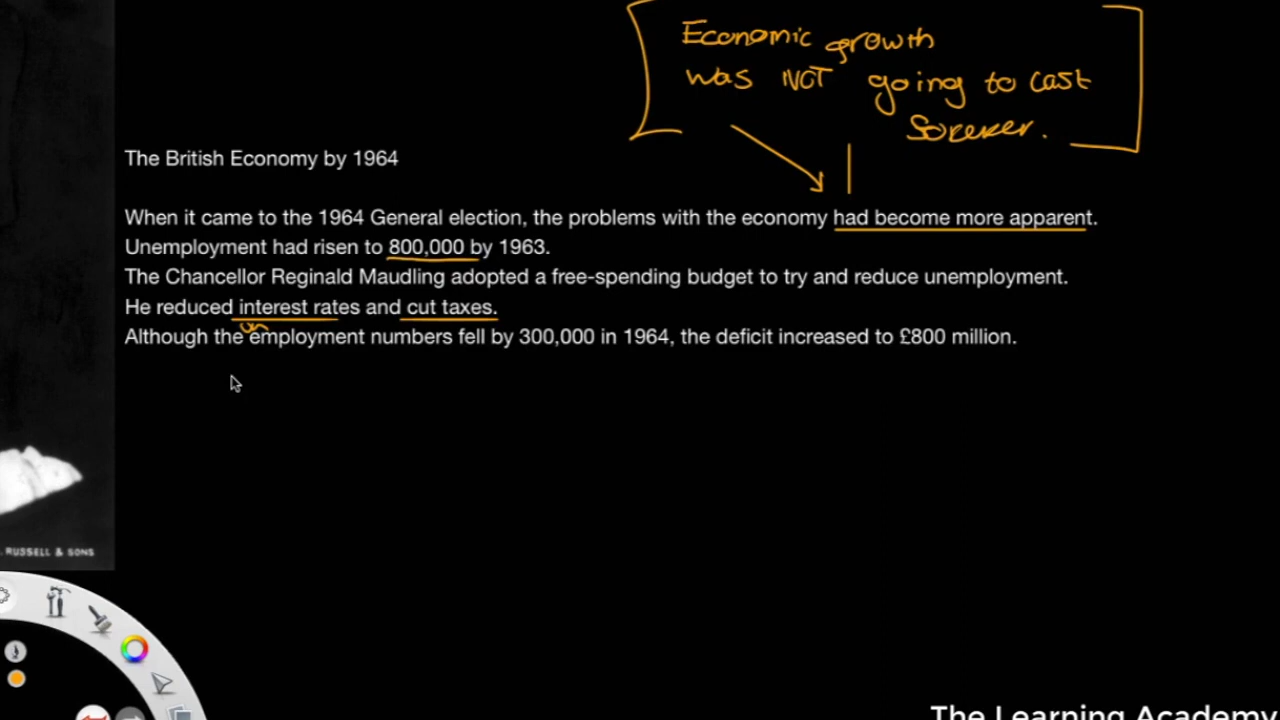 Economic growth
was NOT going to cast
The British Economy by 1964
When it came to the 1964 General election, the problems with the economy had become more apparent.
Unemployment had risen to 800,000 by 1963.
The Chancellor Reginald Maudling adopted a free-spending budget to try and reduce unemployment.
He reduced interest rates and cut taxes.
un
Although the employment numbers fell by 300,000 in 1964, the deficit increased to £800 million.
. RUSSELL & SONS
The Learning Academy